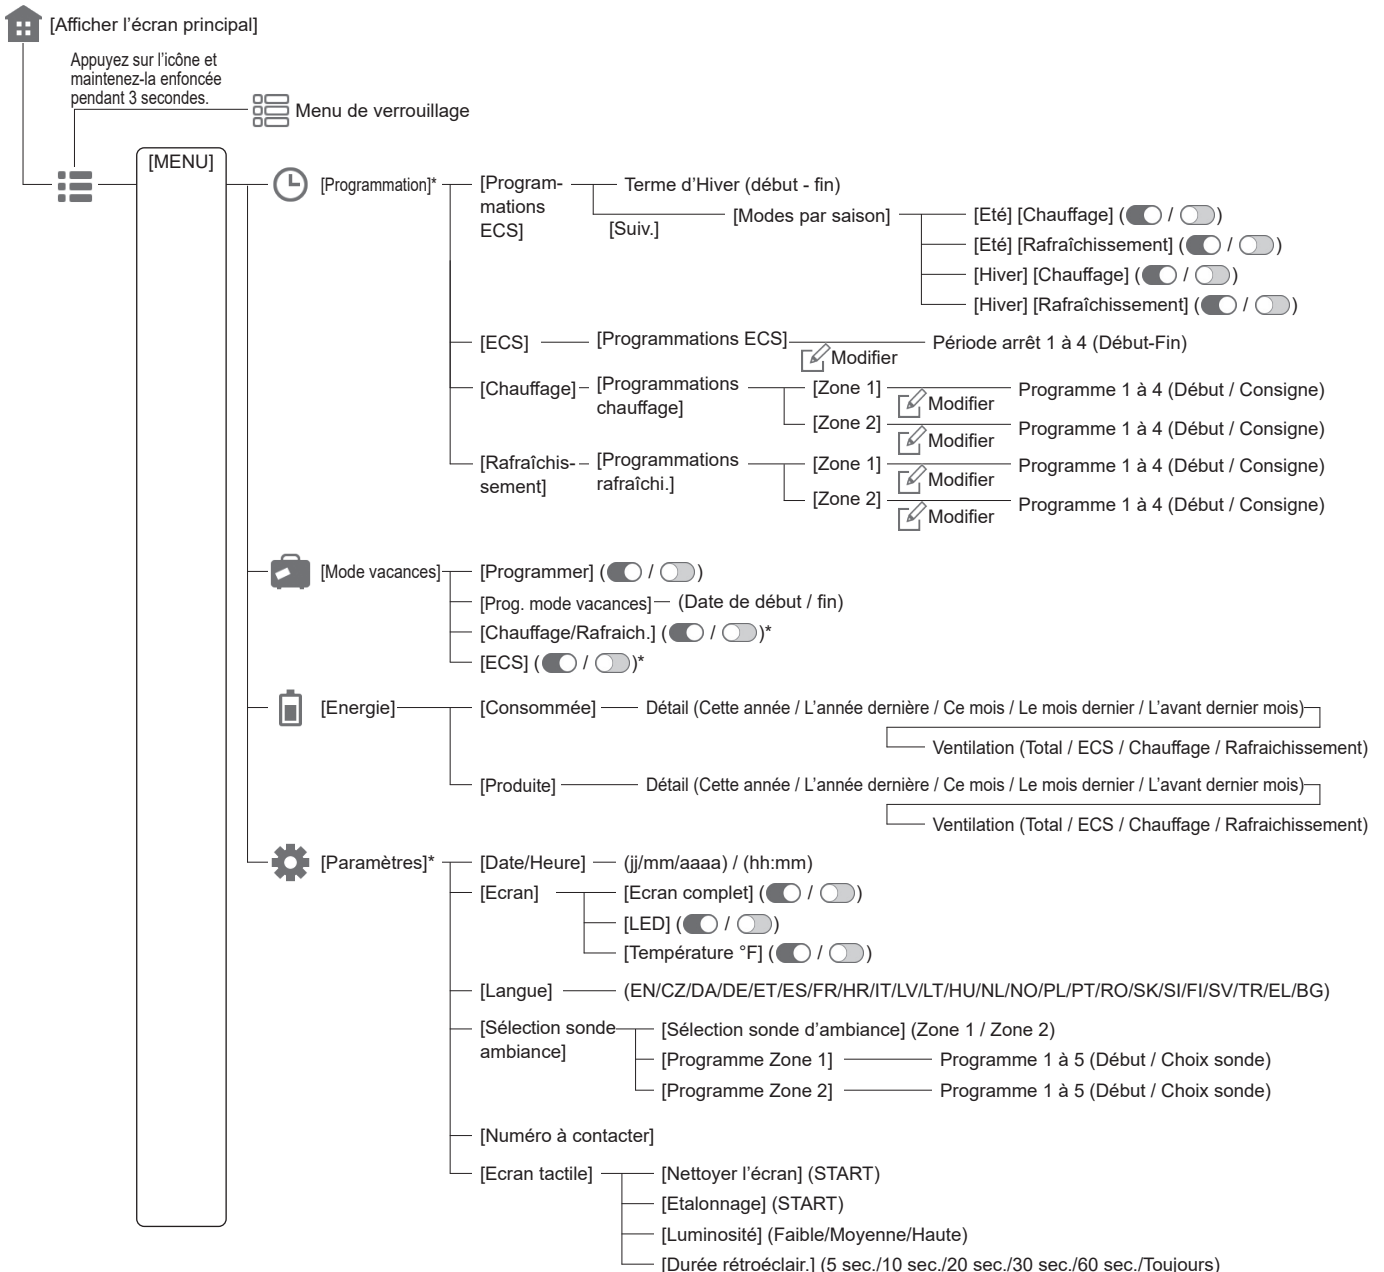 [Afficher l'écran principal]
Appuyez sur l'icône et
maintenez-la enfoncée
pendant 3 secondes.
Menu de verrouillage
[MENU]
[Programmation]*
[Program-
mations
ECS]
Terme d'Hiver (début - fin)
[Suiv.]
[Modes par saison]
[Eté] [Chauffage] ( / )
[Eté] [Rafraîchissement] ( / )
[Hiver] [Chauffage] ( / )
[Hiver] [Rafraîchissement] ( / )
[ECS]
[Programmations ECS]
Modifier
Période arrêt 1 à 4 (Début-Fin)
[Chauffage]
[Programmations
chauffage]
[Zone 1]
Modifier
Programme 1 à 4 (Début / Consigne)
[Zone 2]
Modifier
Programme 1 à 4 (Début / Consigne)
[Rafraîchis-
sement]
[Programmations
rafraîchi.]
[Zone 1]
Modifier
Programme 1 à 4 (Début / Consigne)
[Zone 2]
Modifier
Programme 1 à 4 (Début / Consigne)
[Mode vacances]
[Programmer] ( / )
[Prog. mode vacances]
(Date de début / fin)
[Chauffage/Rafraich.] ( / )*
[ECS] ( / )*
[Energie]
[Consommée]
Détail (Cette année / L'année dernière / Ce mois / Le mois dernier / L'avant dernier mois)
Ventilation (Total / ECS / Chauffage / Rafraichissement)
[Produite]
Détail (Cette année / L'année dernière / Ce mois / Le mois dernier / L'avant dernier mois)
Ventilation (Total / ECS / Chauffage / Rafraichissement)
[Paramètres]*
[Date/Heure]
(jj/mm/aaaa) / (hh:mm)
[Ecran]
[Ecran complet] ( / )
[LED] ( / )
[Température °F] ( / )
[Langue]
(EN/CZ/DA/DE/ET/ES/FR/HR/IT/LV/LT/HU/NL/NO/PL/PT/RO/SK/SI/FI/SV/TR/EL/BG)
[Sélection sonde
ambiance]
[Sélection sonde d'ambiance] (Zone 1 / Zone 2)
[Programme Zone 1]
Programme 1 à 5 (Début / Choix sonde)
[Programme Zone 2]
Programme 1 à 5 (Début / Choix sonde)
[Numéro à contacter]
[Ecran tactile]
[Nettoyer l'écran] (START)
[Etalonnage] (START)
[Luminosité] (Faible/Moyenne/Haute)
[Durée rétroéclair.] (5 sec./10 sec./20 sec./30 sec./60 sec./Toujours)